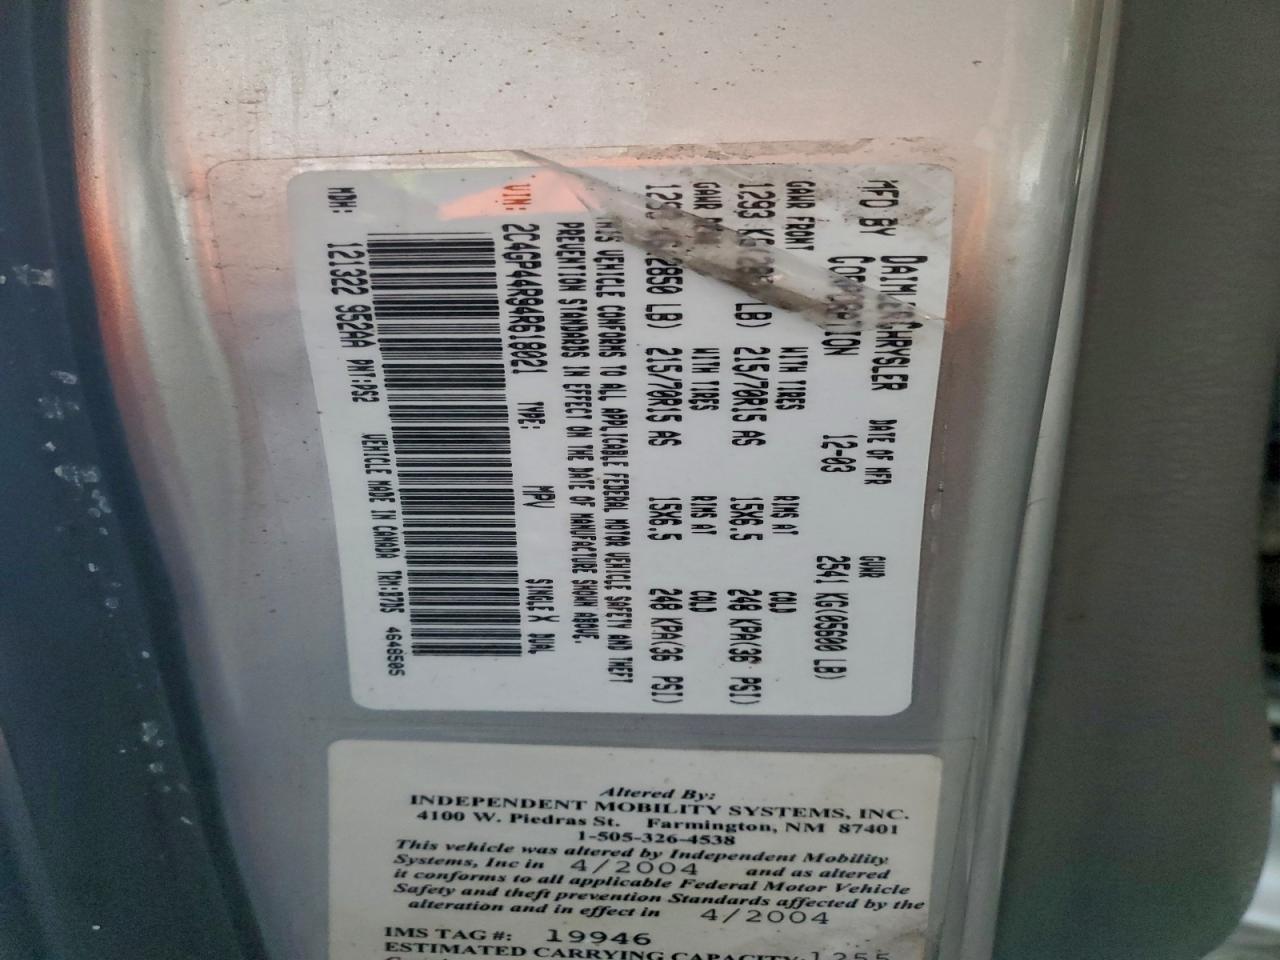 MFD BY DAIMLERCHRYSLER DATE OF MFR GVWR
CORPORATION 12-03 2541 KG(05600 LB)
GAWR FRONT WITH TIRES RIMS AT COLD
1293 KG LB) 215/70R15 AS 15X6.5 248 KPA/36 PSI)
GAWR WITH TIRES RIMS AT COLD
2850 LB) 215/70R15 AS 15X6.5 248 KPA/36 PSI)
THIS VEHICLE CONFORMS TO ALL APPLICABLE FEDERAL MOTOR VEHICLE SAFETY AND THEFT
PREVENTION STANDARDS IN EFFECT ON THE DATE OF MANUFACTURE SHOWN ABOVE.
VIN: 2C4GP44R94R618021 TYPE: MPV SINGLE X DUAL
MDH: 121322 952AA PNT:PS2
VEHICLE MADE IN CANADA 4648505
Altered By:
INDEPENDENT MOBILITY SYSTEMS, INC.
4100 W. Piedras St. Farmington, NM 87401
1-505-326-4538
This vehicle was altered by Independent Mobility
Systems, Inc in 4/2004 and as altered
it conforms to all applicable Federal Motor Vehicle
Safety and theft prevention Standards affected by the
alteration and in effect in 4/2004
IMS TAG#: 19946
ESTIMATED CARRYING CAPACITY: 1255